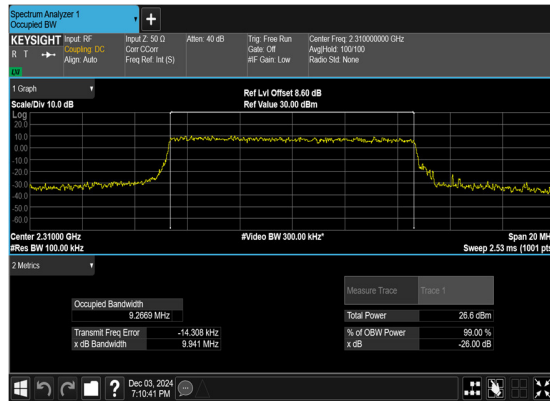 Spectrum Analyzer 1
Occupied BW
KEYSIGHT
R T
LW
Input: RF
Coupling: DC
Align: Auto
Input Z: 50 Ω
Corr CCorr
Freq Ref: Int (S)
Atten: 40 dB
Trig: Free Run
Gate: Off
#IF Gain: Low
Center Freq: 2.310000000 GHz
Avg|Hold: 100/100
Radio Std: None
1 Graph
Scale/Div 10.0 dB
Ref Lvl Offset 8.60 dB
Ref Value 30.00 dBm
Log
20.0
10.0
0.00
-10.0
-20.0
-30.0
-40.0
-50.0
-60.0
Center 2.31000 GHz
#Res BW 100.00 kHz
#Video BW 300.00 kHz*
Span 20 MH
Sweep 2.53 ms (1001 pts
2 Metrics
Measure Trace Trace 1
Occupied Bandwidth
9.2669 MHz
Total Power 26.6 dBm
Transmit Freq Error -14.308 kHz
% of OBW Power 99.00 %
x dB Bandwidth 9.941 MHz
x dB -26.00 dB
?
Dec 03, 2024
7:10:41 PM